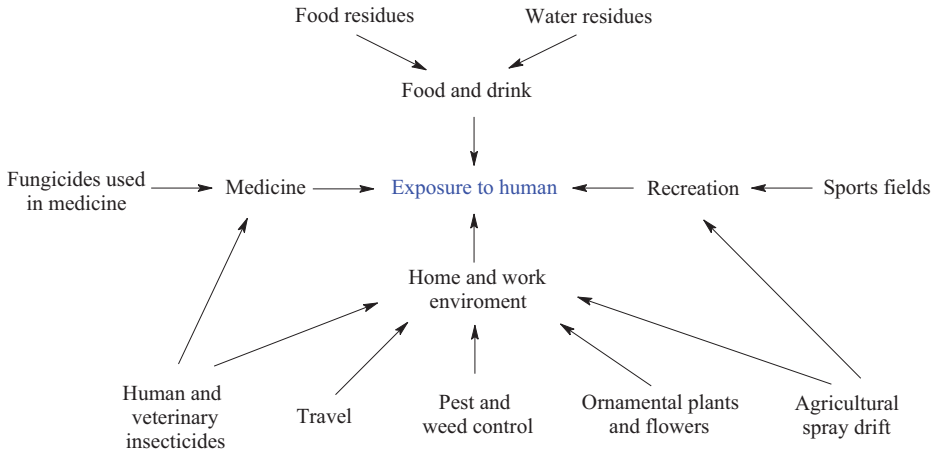 Food residues
Water residues
Food and drink
Fungicides used
in medicine
Medicine
Exposure to human
Recreation
Sports fields
Home and work
enviroment
Human and
veterinary
insecticides
Travel
Pest and
weed control
Ornamental plants
and flowers
Agricultural
spray drift